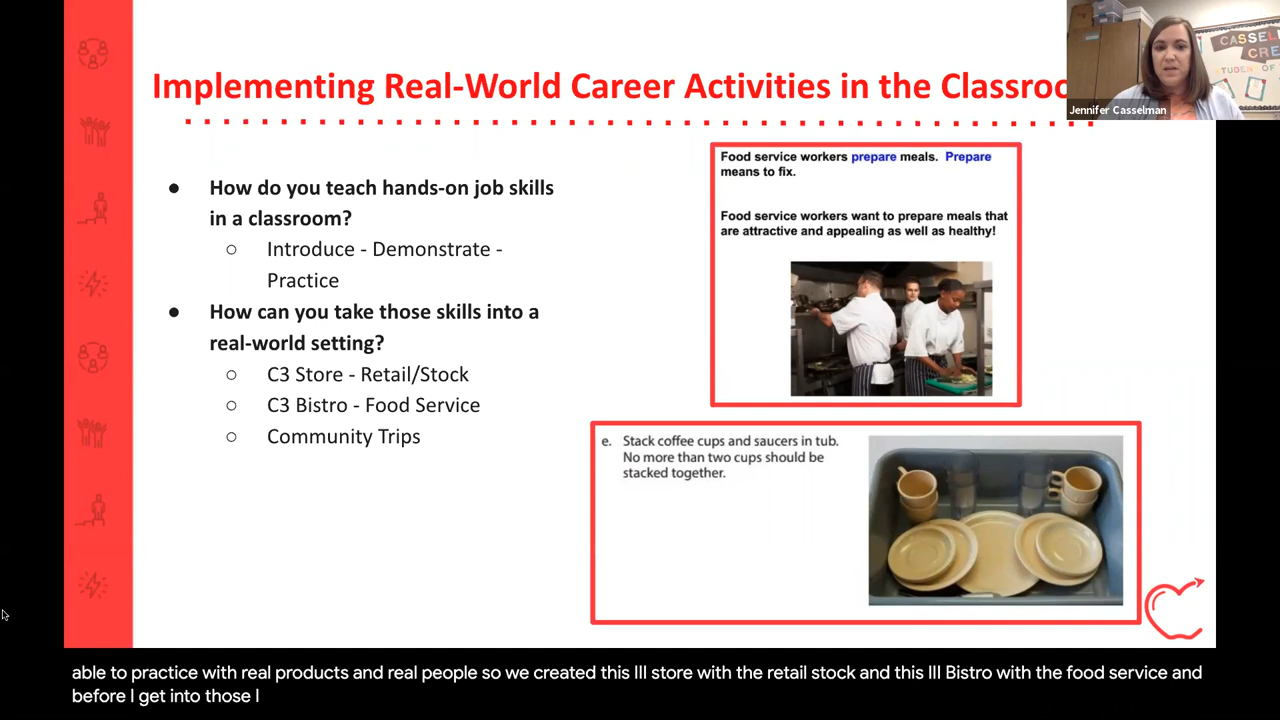 Implementing Real-World Career Activities in the Classroo
CASSEL
CRE
STUDENT OF
Jennifer Casselman
● How do you teach hands-on job skills
in a classroom?
○ Introduce - Demonstrate -
Practice
● How can you take those skills into a
real-world setting?
○ C3 Store - Retail/Stock
○ C3 Bistro - Food Service
○ Community Trips
Food service workers prepare meals. Prepare
means to fix.
Food service workers want to prepare meals that
are attractive and appealing as well as healthy!
e. Stack coffee cups and saucers in tub.
No more than two cups should be
stacked together.
able to practice with real products and real people so we created this III store with the retail stock and this III Bistro with the food service and
before I get into those I